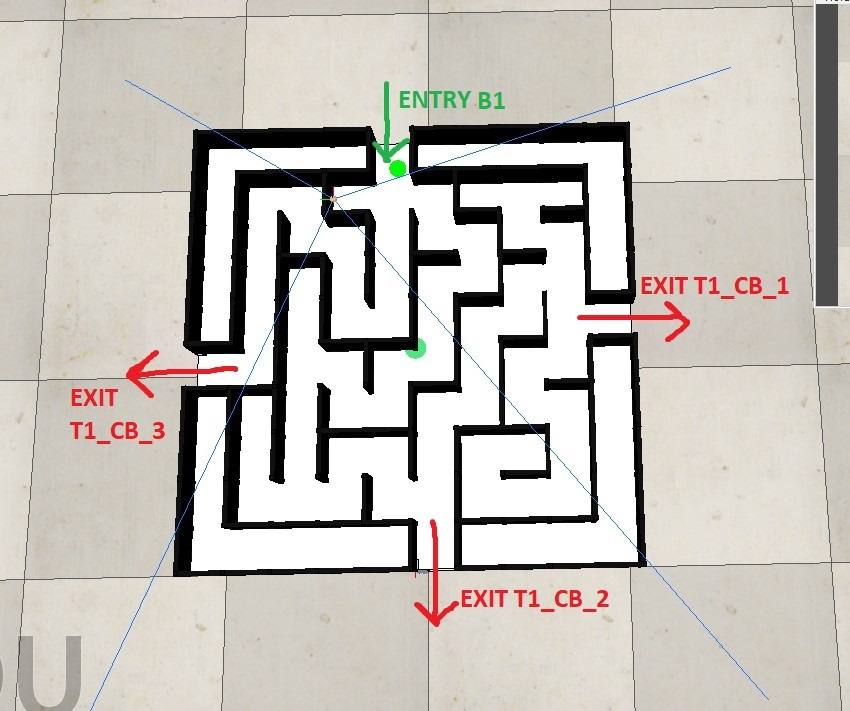 ENTRY B1
EXIT T1_CB_1
EXIT
T1_CB_3
EXIT T1_CB_2